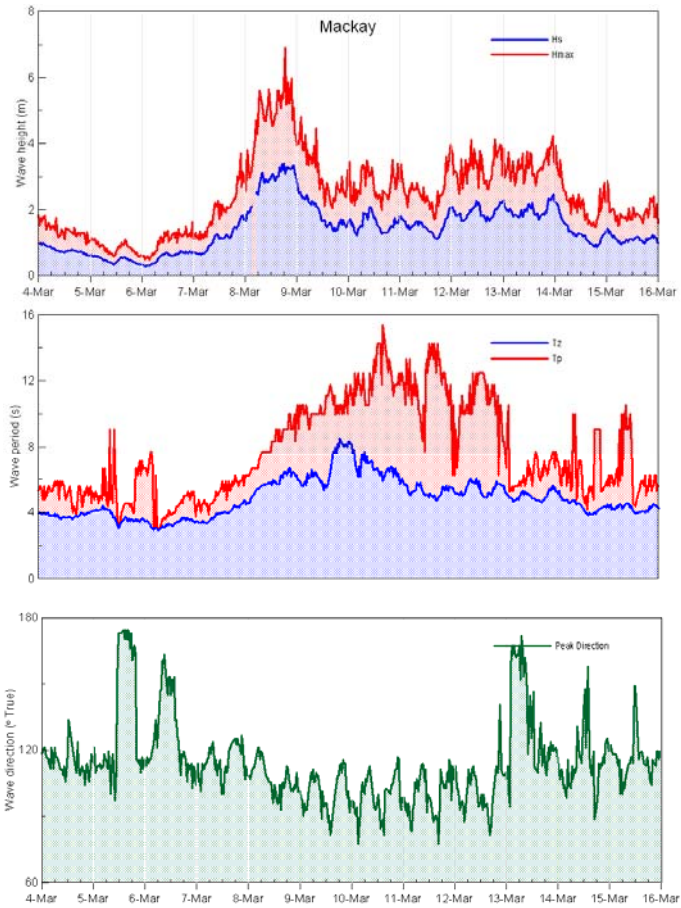 Mackay
Hs
Hmax
Wave height (m)
8
6
4
2
0
4-Mar 5-Mar 6-Mar 7-Mar 8-Mar 9-Mar 10-Mar 11-Mar 12-Mar 13-Mar 14-Mar 15-Mar 16-Mar
Tz
Tp
Wave period (s)
16
12
8
4
0
4-Mar 5-Mar 6-Mar 7-Mar 8-Mar 9-Mar 10-Mar 11-Mar 12-Mar 13-Mar 14-Mar 15-Mar 16-Mar
Peak Direction
Wave direction (° True)
180
120
60
4-Mar 5-Mar 6-Mar 7-Mar 8-Mar 9-Mar 10-Mar 11-Mar 12-Mar 13-Mar 14-Mar 15-Mar 16-Mar